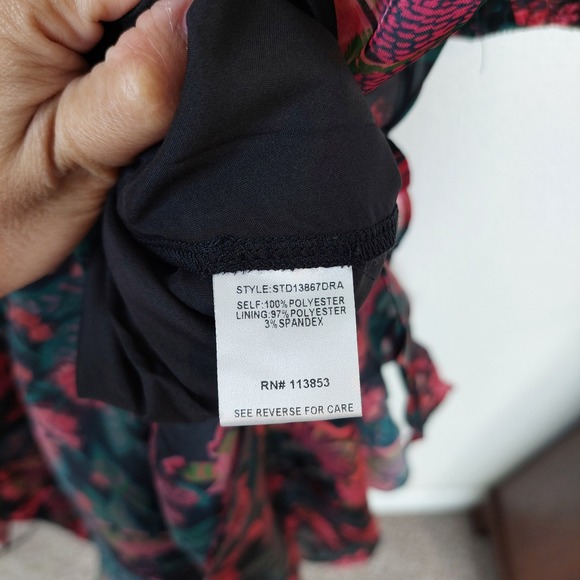 STYLE:STD13867DRA
SELF:100%POLYESTER
LINING:97%POLYESTER
3%SPANDEX
RN# 113853
SEE REVERSE FOR CARE